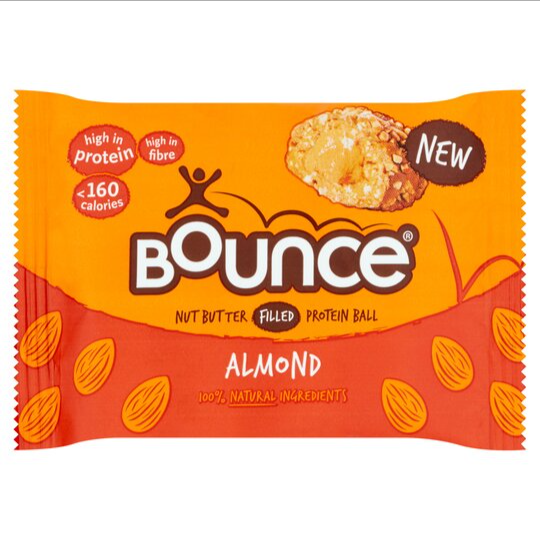 high in
protein
high in
fibre
<160
calories
NEW
BOUNCE®
NUT BUTTER FILLED PROTEIN BALL
ALMOND
100% NATURAL INGREDIENTS